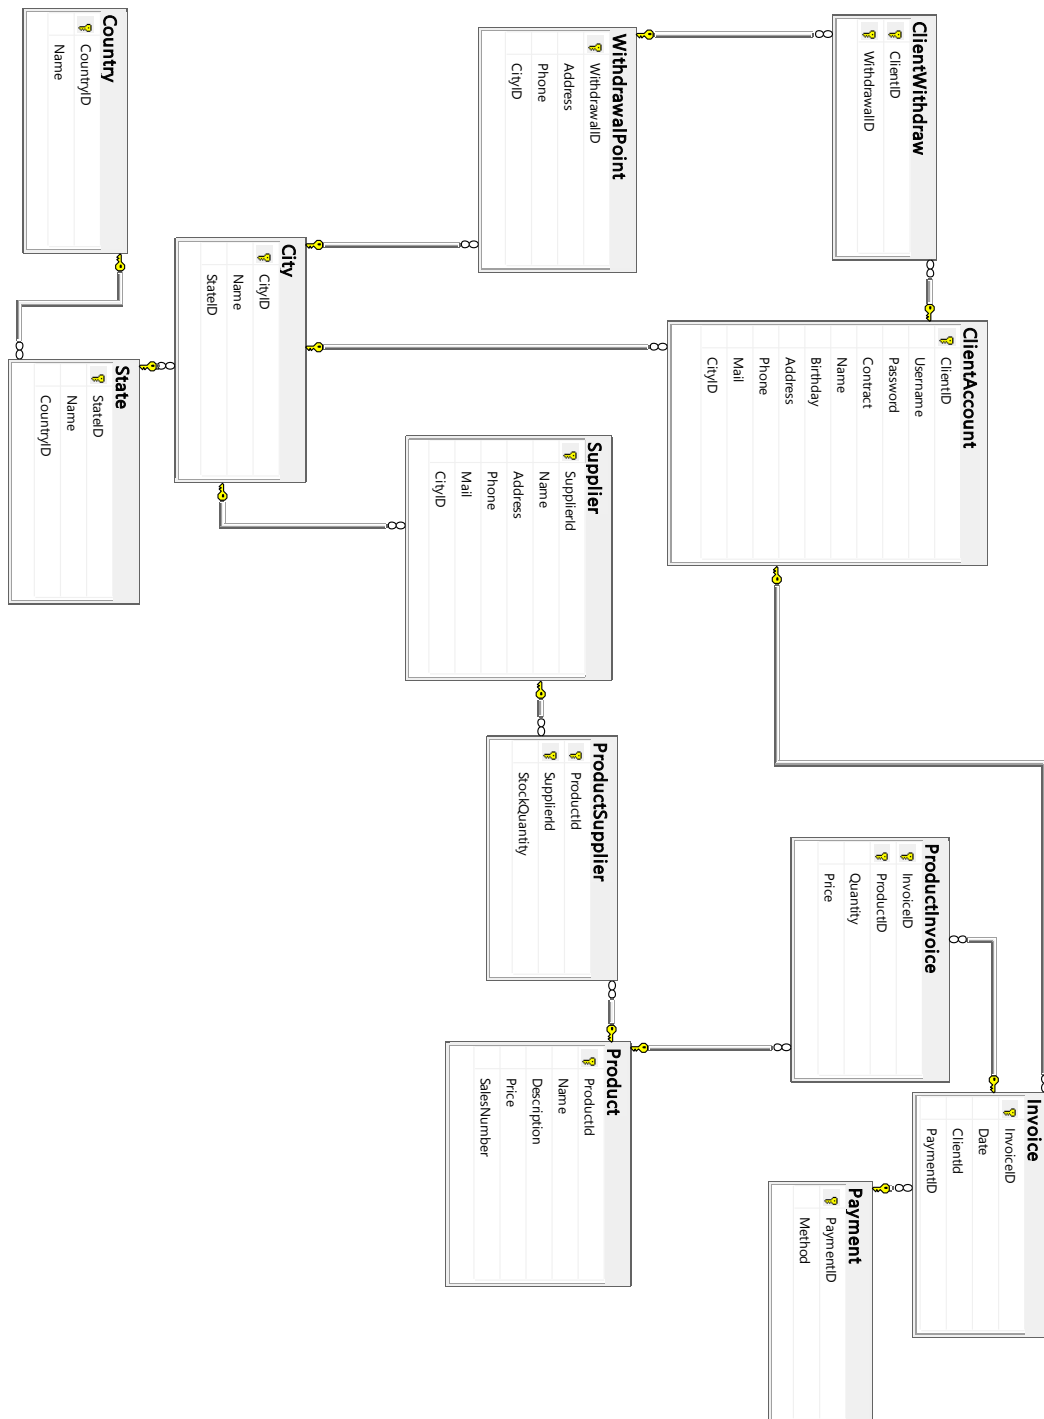 Country
CountryID
Name
State
StateID
Name
CountryID
City
CityID
Name
StateID
WithdrawalPoint
WithdrawalID
Address
Phone
CityID
ClientWithdraw
ClientID
WithdrawalID
ClientAccount
ClientID
Username
Password
Contract
Name
Birthday
Address
Phone
Mail
CityID
Supplier
SupplierId
Name
Address
Phone
Mail
CityID
ProductSupplier
ProductId
SupplierId
StockQuantity
Product
ProductId
Name
Description
Price
SalesNumber
ProductInvoice
InvoiceID
ProductID
Quantity
Price
Invoice
InvoiceID
Date
ClientId
PaymentID
Payment
PaymentID
Method